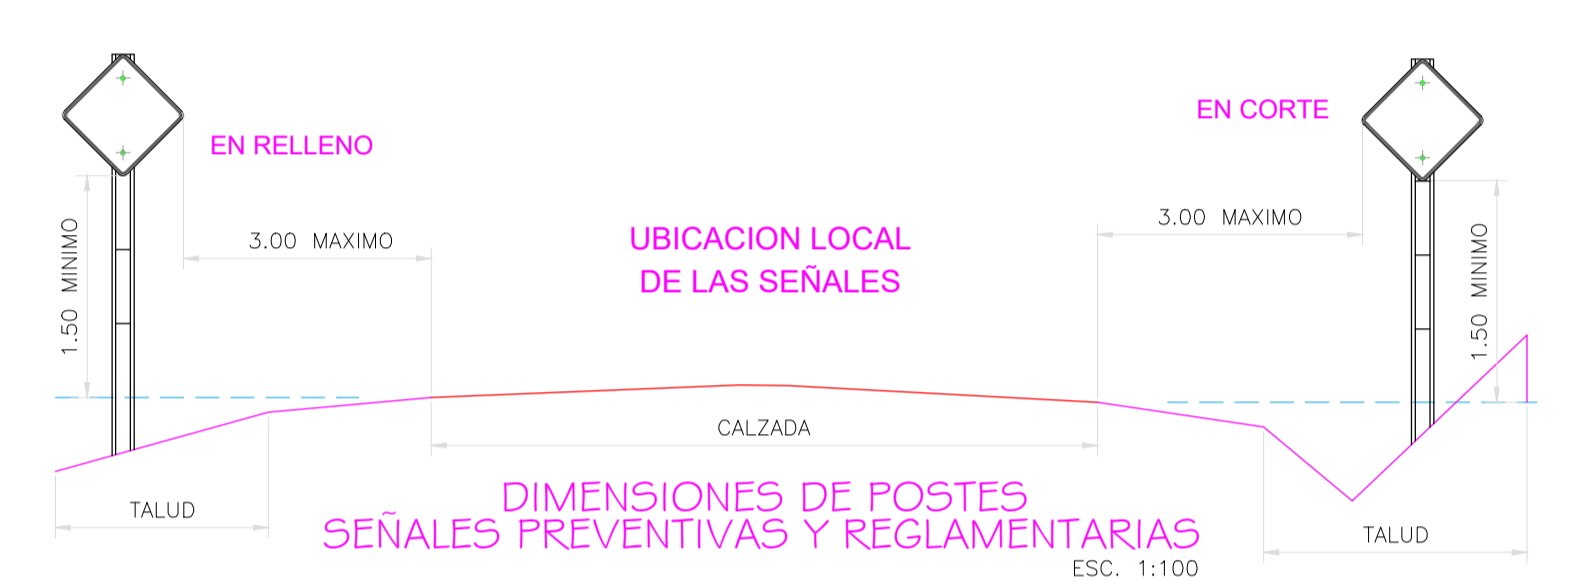 EN RELLENO
EN CORTE
1.50 MINIMO
3.00 MAXIMO
UBICACION LOCAL
DE LAS SEÑALES
3.00 MAXIMO
1.50 MINIMO
CALZADA
TALUD
DIMENSIONES DE POSTES
SEÑALES PREVENTIVAS Y REGLAMENTARIAS
ESC. 1:100
TALUD